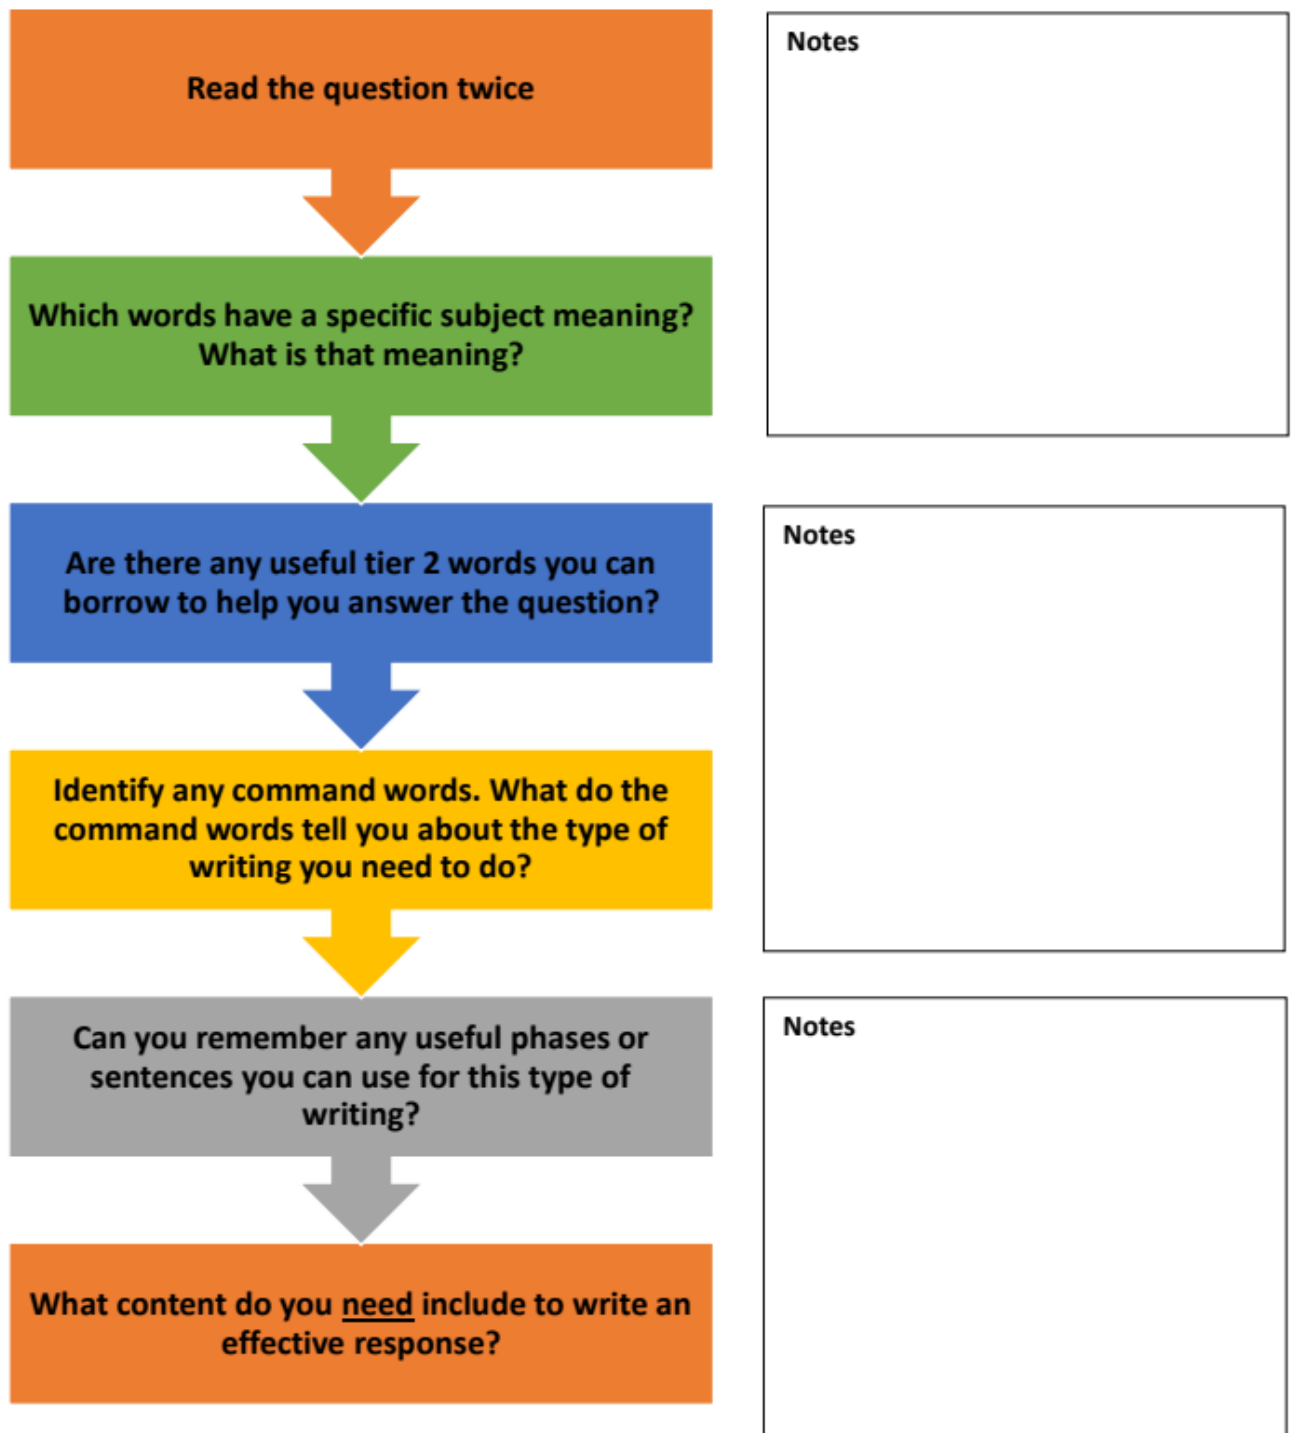 Read the question twice
Notes
Which words have a specific subject meaning?
What is that meaning?
Are there any useful tier 2 words you can
borrow to help you answer the question?
Notes
Identify any command words. What do the
command words tell you about the type of
writing you need to do?
Can you remember any useful phases or
sentences you can use for this type of
writing?
Notes
What content do you need include to write an
effective response?